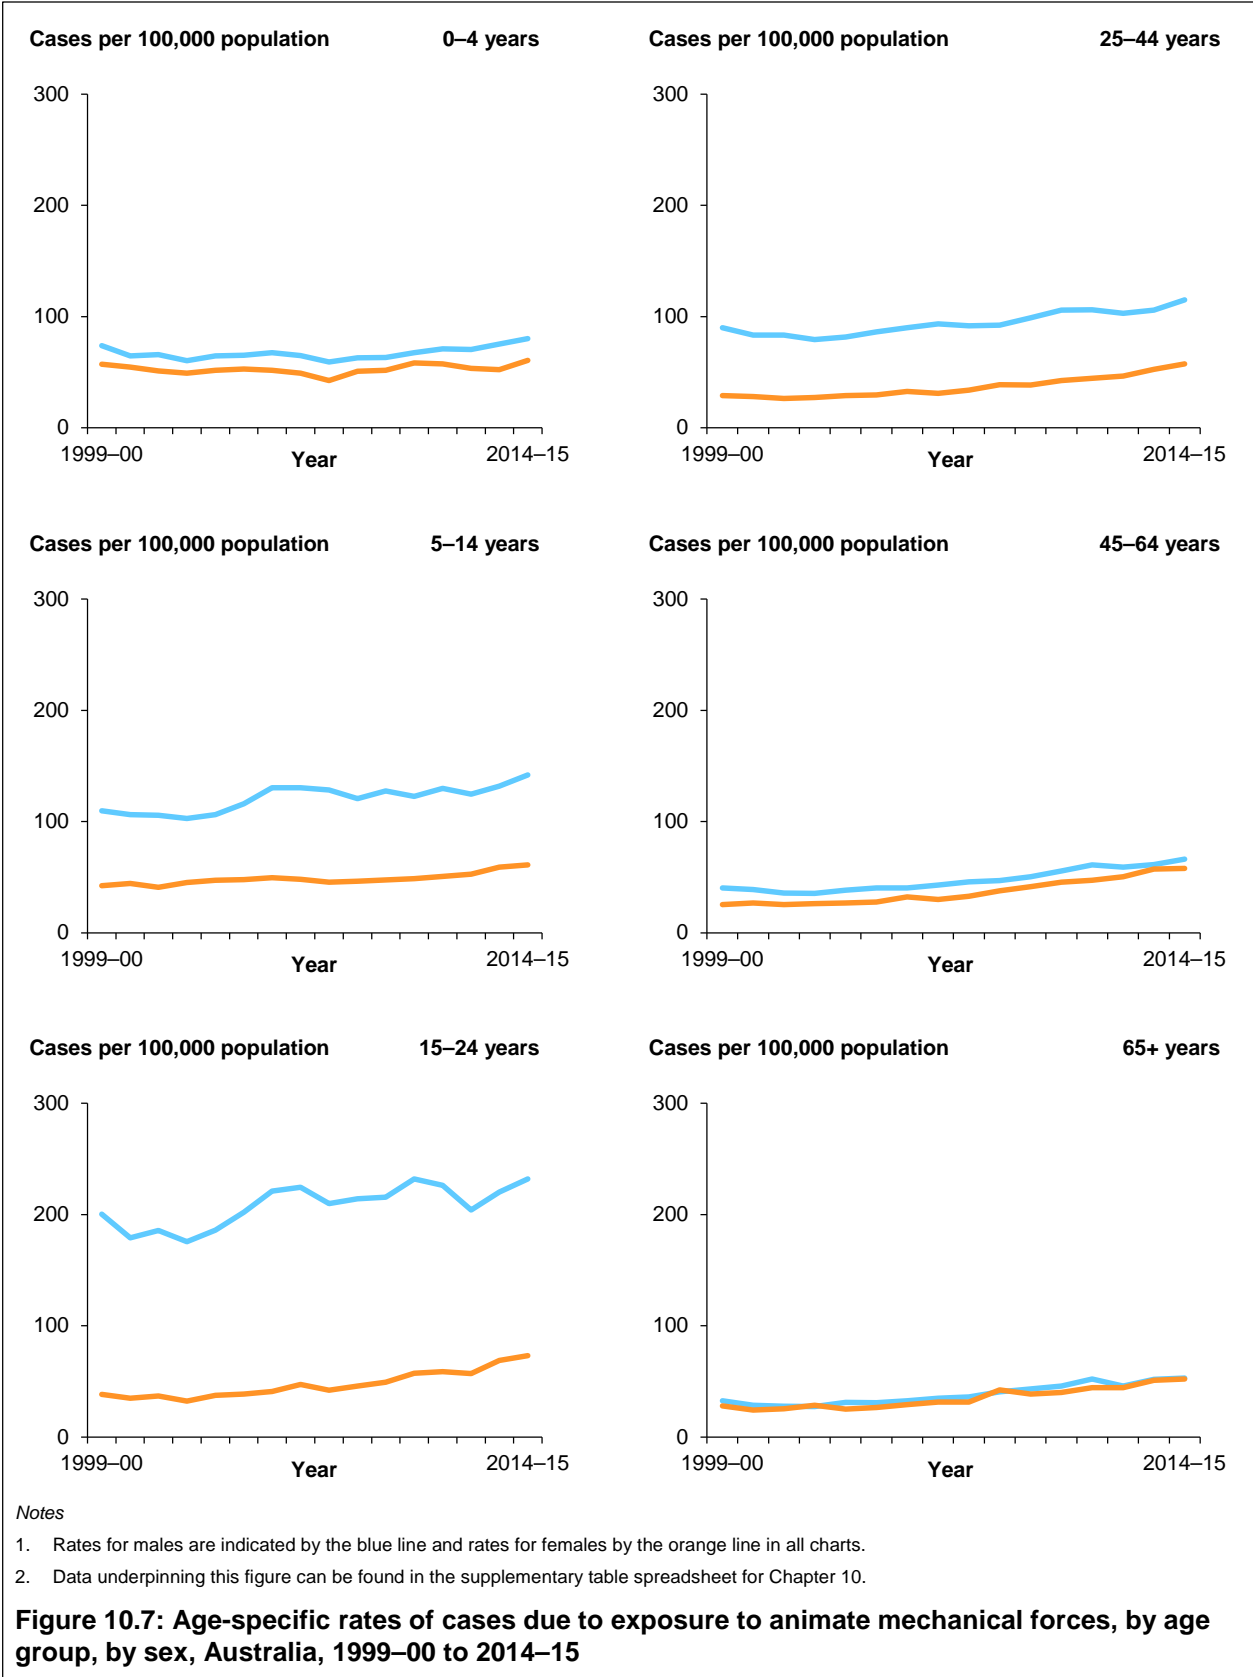 Cases per 100,000 population 0–4 years
300
200
100
0
1999–00 Year 2014–15
Cases per 100,000 population 25–44 years
300
200
100
0
1999–00 Year 2014–15
Cases per 100,000 population 5–14 years
300
200
100
0
1999–00 Year 2014–15
Cases per 100,000 population 45–64 years
300
200
100
0
1999–00 Year 2014–15
Cases per 100,000 population 15–24 years
300
200
100
0
1999–00 Year 2014–15
Cases per 100,000 population 65+ years
300
200
100
0
1999–00 Year 2014–15
Notes
1. Rates for males are indicated by the blue line and rates for females by the orange line in all charts.
2. Data underpinning this figure can be found in the supplementary table spreadsheet for Chapter 10.
Figure 10.7: Age-specific rates of cases due to exposure to animate mechanical forces, by age
group, by sex, Australia, 1999–00 to 2014–15